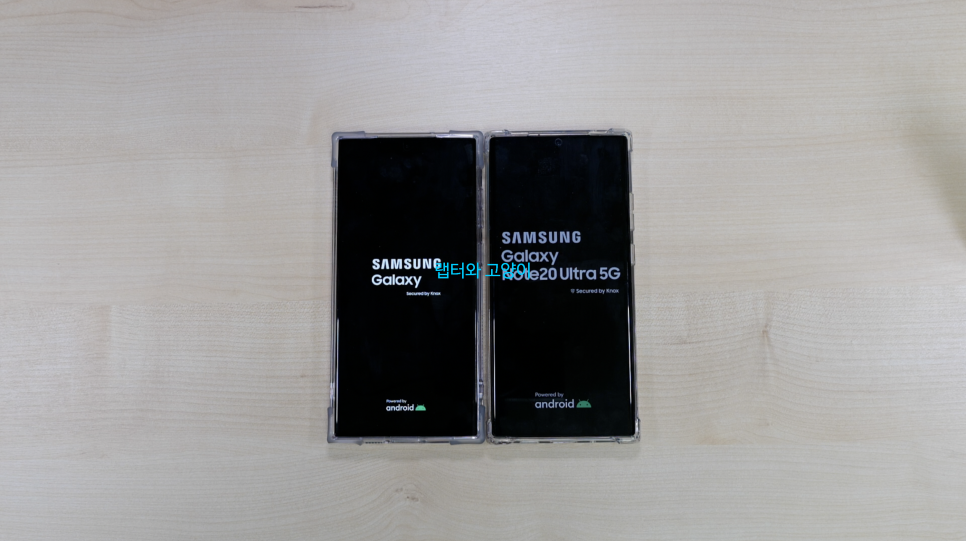 SAMSUNG
Galaxy
Secured by Knox
Powered by
android
탭터와 고양이
SAMSUNG
Galaxy
Note20 Ultra 5G
Secured by Knox
Powered by
android